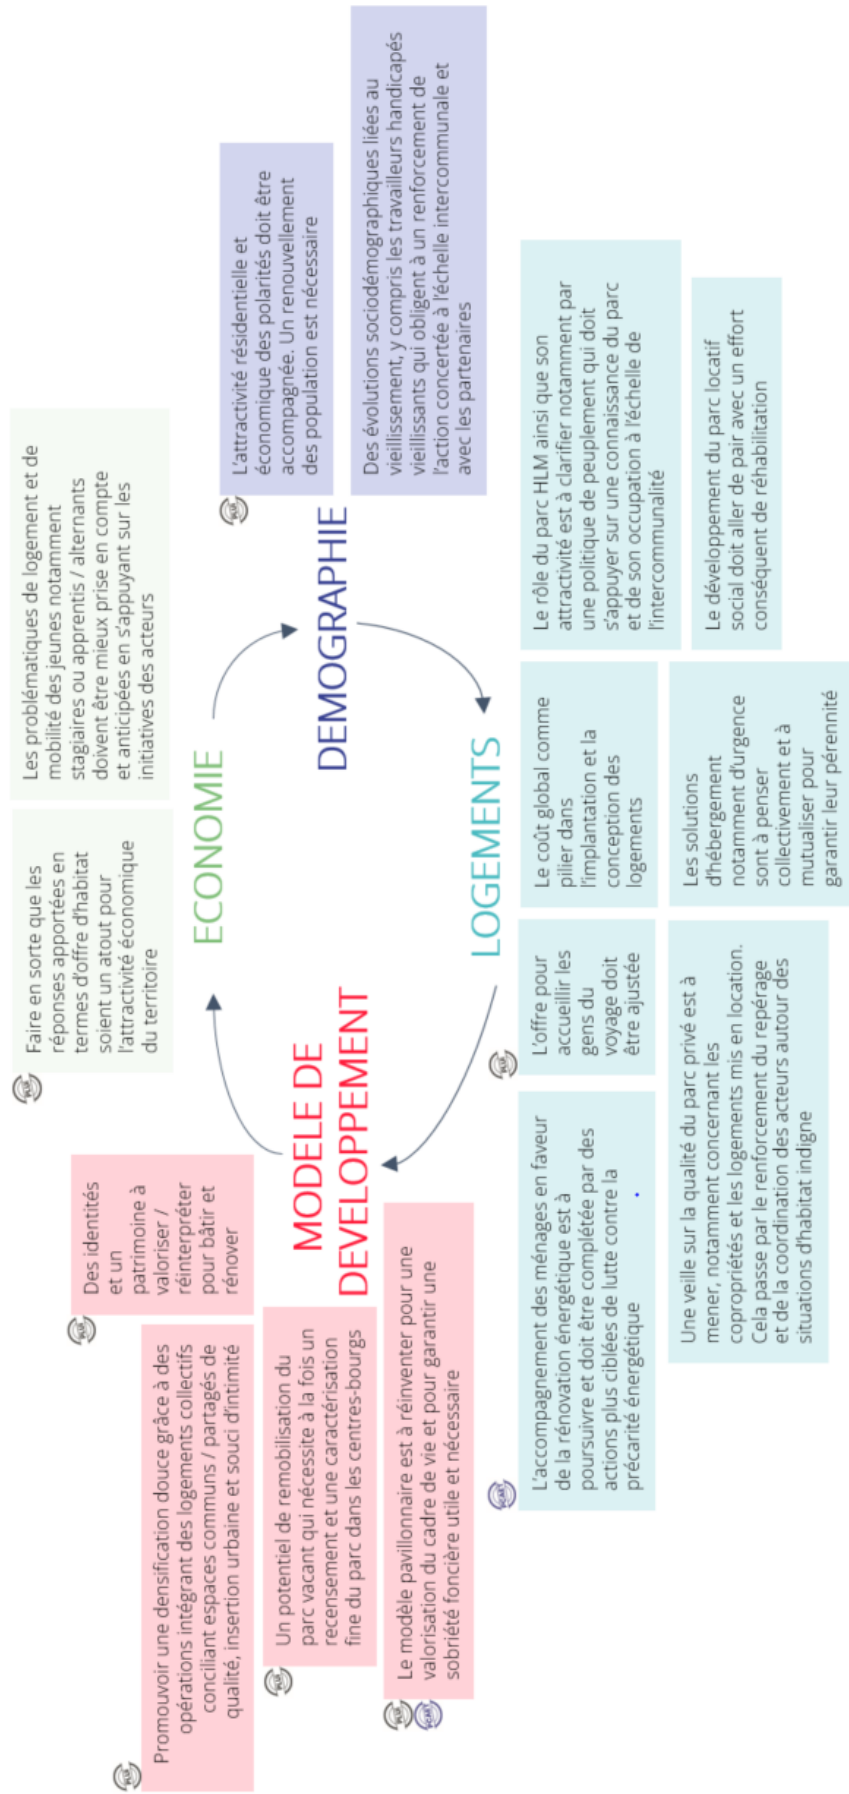 Promouvoir une densification douce grâce à des
opérations intégrant des logements collectifs
conciliant espaces communs / partagés de
qualité, insertion urbaine et souci d'intimité
Des identités
et un
patrimoine à
valoriser /
réinterpréter
pour bâtir et
rénover
Un potentiel de remobilisation du
parc vacant qui nécessite à la fois un
recensement et une caractérisation
fine du parc dans les centres-bourgs
Le modèle pavillonnaire est à réinventer pour une
valorisation du cadre de vie et pour garantir une
sobriété foncière utile et nécessaire
MODELE DE
DEVELOPPEMENT
PLUi
PLUi
PLUi
PLUi
PCAET
Faire en sorte que les
réponses apportées en
termes d'offre d'habitat
soient un atout pour
l'attractivité économique
du territoire
PLUi
Les problématiques de logement et de
mobilité des jeunes notamment
stagiaires ou apprentis / alternants
doivent être mieux prise en compte
et anticipées en s'appuyant sur les
initiatives des acteurs
ECONOMIE
L'attractivité résidentielle et
économique des polarités doit être
accompagnée. Un renouvellement
des population est nécessaire
PLUi
DEMOGRAPHIE
Des évolutions sociodémographiques liées au
vieillissement, y compris les travailleurs handicapés
vieillissants qui obligent à un renforcement de
l'action concertée à l'échelle intercommunale et
avec les partenaires
LOGEMENTS
PCAET
L'accompagnement des ménages en faveur
de la rénovation énergétique est à
poursuivre et doit être complétée par des
actions plus ciblées de lutte contre la
précarité énergétique
PLUi
L'offre pour
accueillir les
gens du
voyage doit
être ajustée
Le coût global comme
pilier dans
l'implantation et la
conception des
logements
Le rôle du parc HLM ainsi que son
attractivité est à clarifier notamment par
une politique de peuplement qui doit
s'appuyer sur une connaissance du parc
et de son occupation à l'échelle de
l'intercommunalité
Une veille sur la qualité du parc privé est à
mener, notamment concernant les
copropriétés et les logements mis en location.
Cela passe par le renforcement du repérage
et de la coordination des acteurs autour des
situations d'habitat indigne
Les solutions
d'hébergement
notamment d'urgence
sont à penser
collectivement et à
mutualiser pour
garantir leur pérennité
Le développement du parc locatif
social doit aller de pair avec un effort
conséquent de réhabilitation